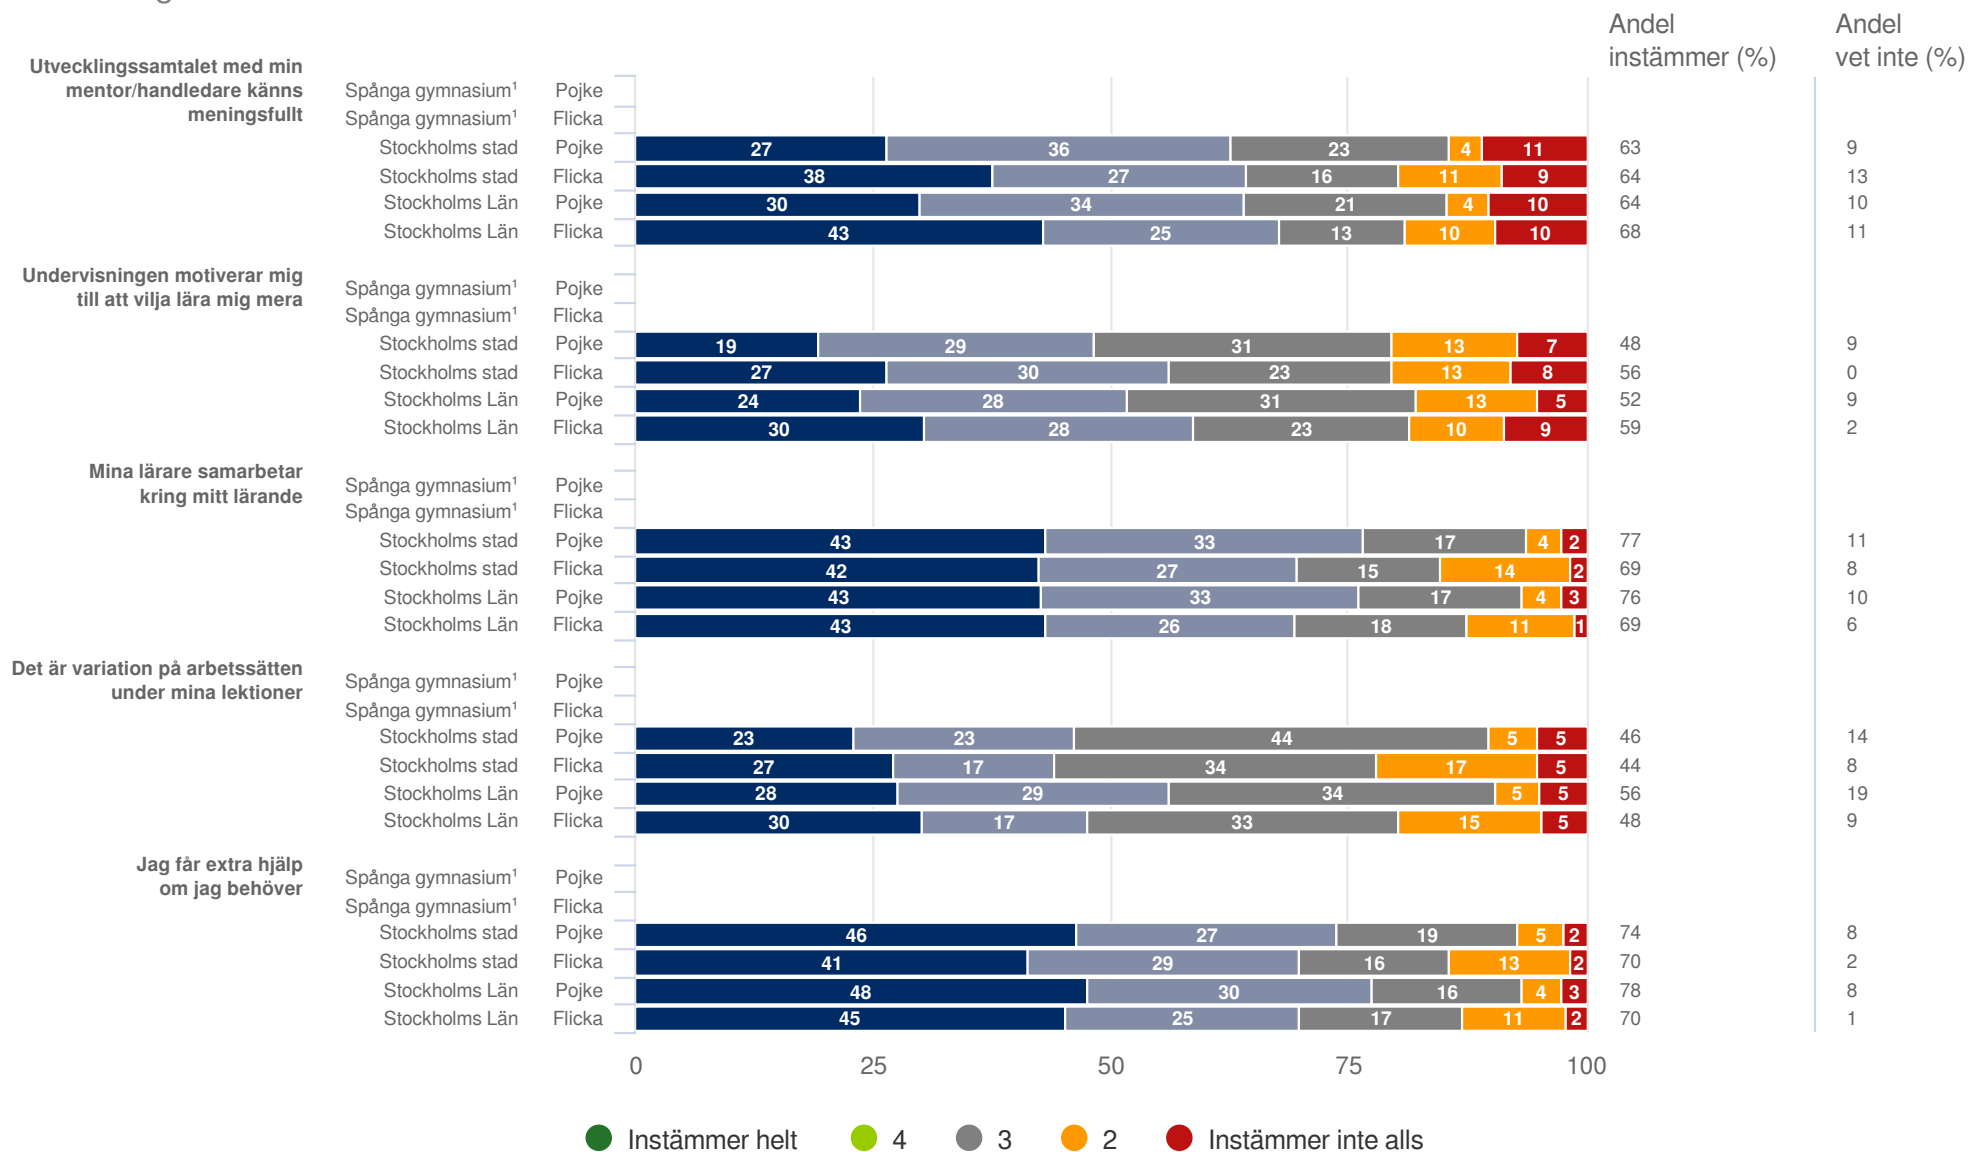 Andel
instämmer (%)
Andel
vet inte (%)
Utvecklingssamtalet med min
mentor/handledare känns
meningsfullt
Spånga gymnasium¹ Pojke
Spånga gymnasium¹ Flicka
Stockholms stad Pojke 27 36 23 4 11 63 9
Stockholms stad Flicka 38 27 16 11 9 64 13
Stockholms Län Pojke 30 34 21 4 10 64 10
Stockholms Län Flicka 43 25 13 10 10 68 11
Undervisningen motiverar mig
till att vilja lära mig mera
Spånga gymnasium¹ Pojke
Spånga gymnasium¹ Flicka
Stockholms stad Pojke 19 29 31 13 7 48 9
Stockholms stad Flicka 27 30 23 13 8 56 0
Stockholms Län Pojke 24 28 31 13 5 52 9
Stockholms Län Flicka 30 28 23 10 9 59 2
Mina lärare samarbetar
kring mitt lärande
Spånga gymnasium¹ Pojke
Spånga gymnasium¹ Flicka
Stockholms stad Pojke 43 33 17 4 2 77 11
Stockholms stad Flicka 42 27 15 14 2 69 8
Stockholms Län Pojke 43 33 17 4 3 76 10
Stockholms Län Flicka 43 26 18 11 1 69 6
Det är variation på arbetssätten
under mina lektioner
Spånga gymnasium¹ Pojke
Spånga gymnasium¹ Flicka
Stockholms stad Pojke 23 23 44 5 5 46 14
Stockholms stad Flicka 27 17 34 17 5 44 8
Stockholms Län Pojke 28 29 34 5 5 56 19
Stockholms Län Flicka 30 17 33 15 5 48 9
Jag får extra hjälp
om jag behöver
Spånga gymnasium¹ Pojke
Spånga gymnasium¹ Flicka
Stockholms stad Pojke 46 27 19 5 2 74 8
Stockholms stad Flicka 41 29 16 13 2 70 2
Stockholms Län Pojke 48 30 16 4 3 78 8
Stockholms Län Flicka 45 25 17 11 2 70 1
0 25 50 75 100
Instämmer helt 4 3 2 Instämmer inte alls